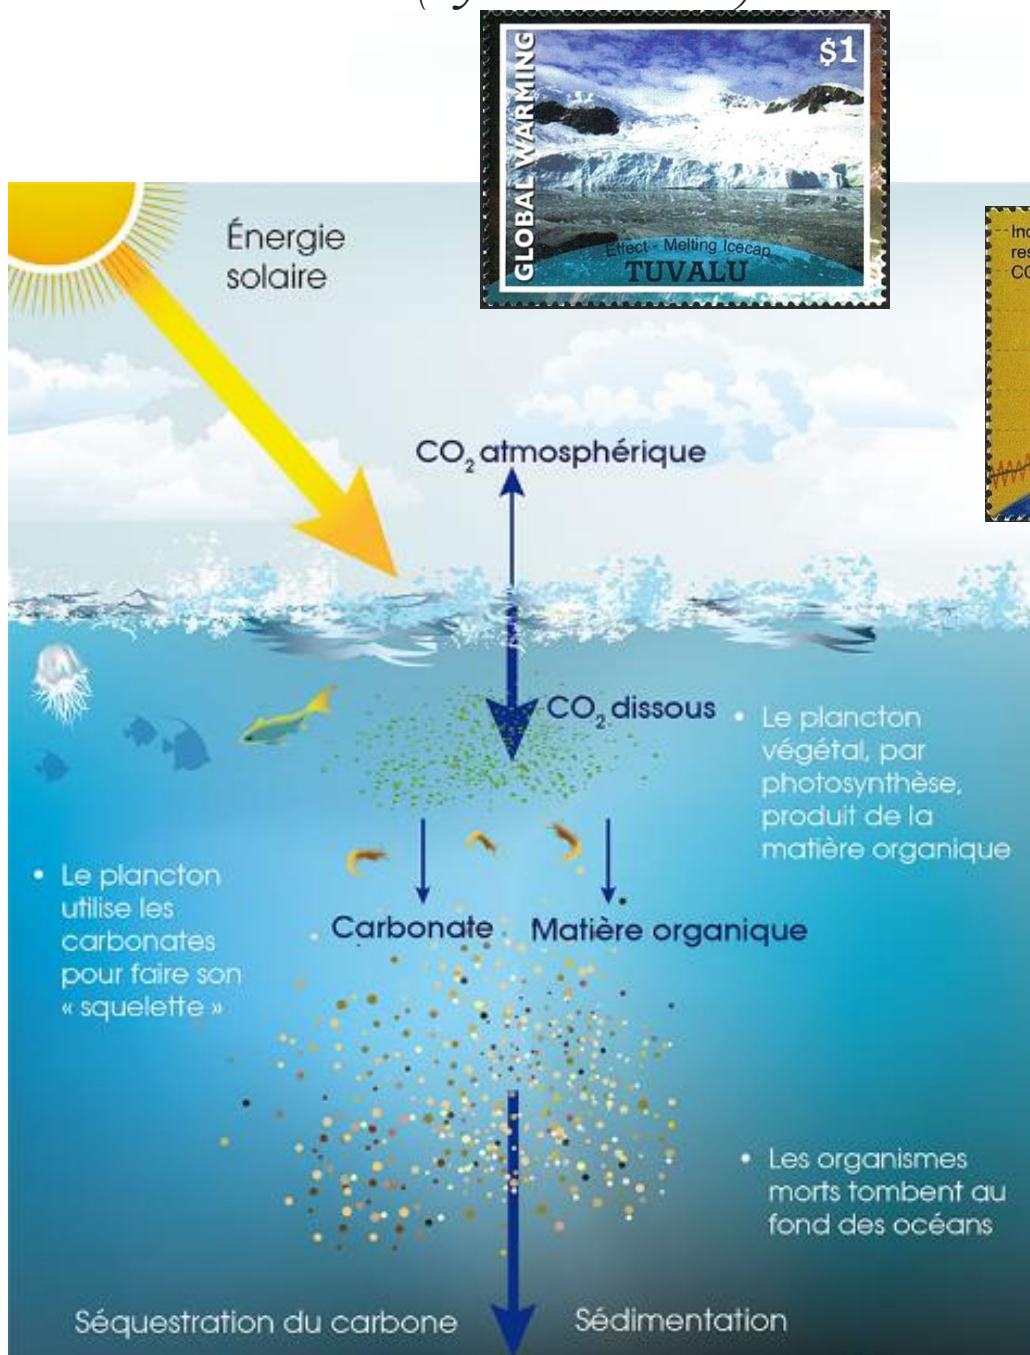 GLOBAL WARMING
$1
Effect - Melting Icecap
TUVALU
Énergie
solaire
CO₂ atmosphérique
CO₂ dissous
• Le plancton
végétal, par
photosynthèse,
produit de la
matière organique
• Le plancton
utilise les
carbonates
pour faire son
« squelette »
Carbonate
Matière organique
• Les organismes
morts tombent au
fond des océans
Séquestration du carbone
Sédimentation